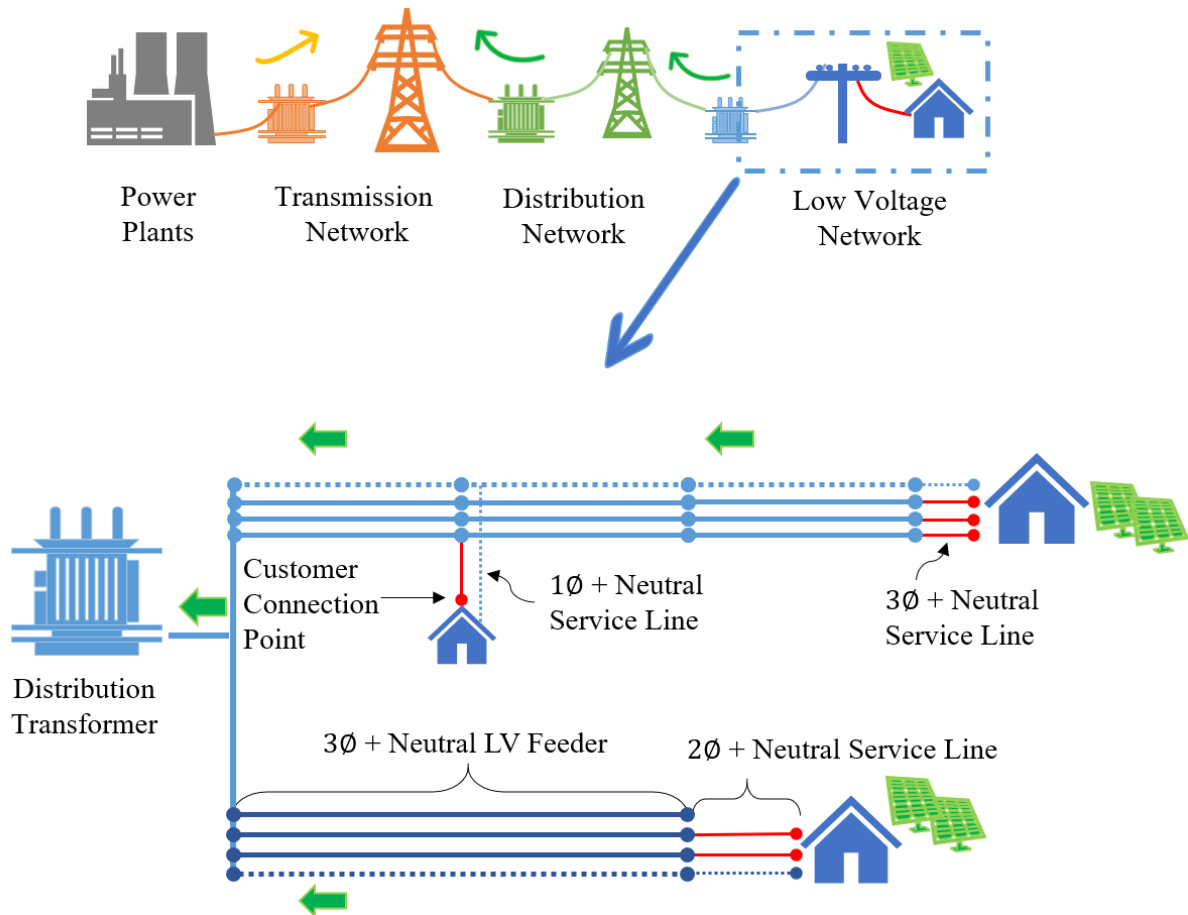 Power
Plants
Transmission
Network
Distribution
Network
Low Voltage
Network
Customer
Connection
Point
1Ø + Neutral
Service Line
3Ø + Neutral
Service Line
Distribution
Transformer
3Ø + Neutral LV Feeder
2Ø + Neutral Service Line